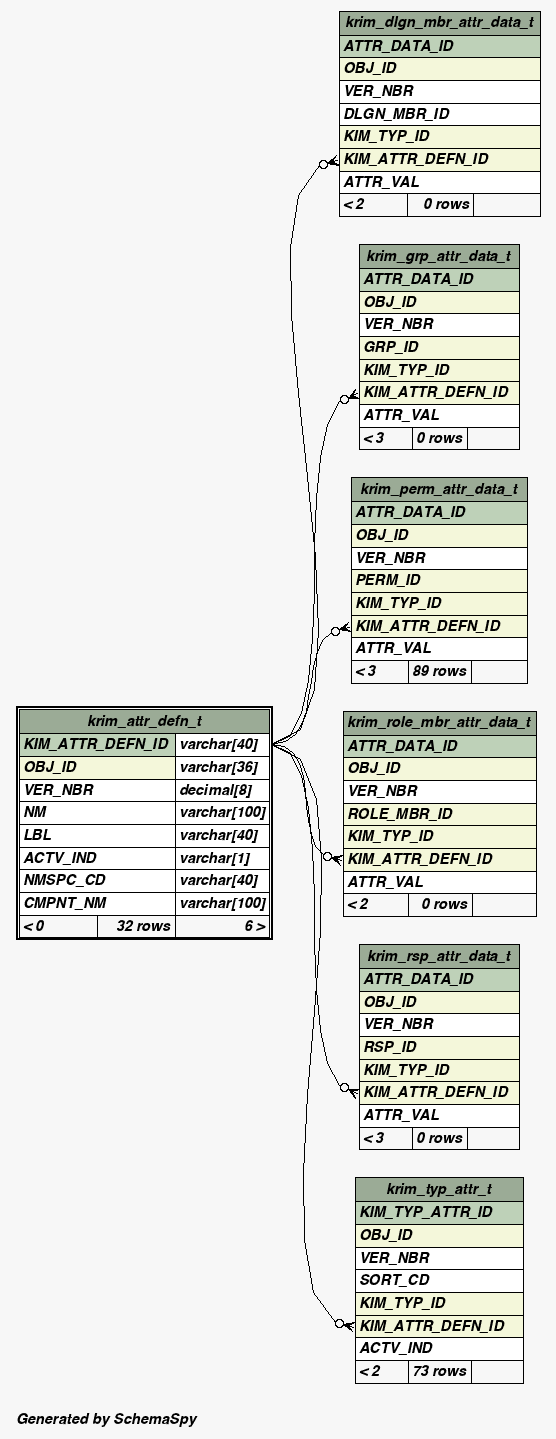 krim_dlgn_mbr_attr_data_t
ATTR_DATA_ID
OBJ_ID
VER_NBR
DLGN_MBR_ID
KIM_TYP_ID
KIM_ATTR_DEFN_ID
ATTR_VAL
< 2 0 rows
krim_grp_attr_data_t
ATTR_DATA_ID
OBJ_ID
VER_NBR
GRP_ID
KIM_TYP_ID
KIM_ATTR_DEFN_ID
ATTR_VAL
< 3 0 rows
krim_perm_attr_data_t
ATTR_DATA_ID
OBJ_ID
VER_NBR
PERM_ID
KIM_TYP_ID
KIM_ATTR_DEFN_ID
ATTR_VAL
< 3 89 rows
krim_attr_defn_t
KIM_ATTR_DEFN_ID varchar[40]
OBJ_ID varchar[36]
VER_NBR decimal[8]
NM varchar[100]
LBL varchar[40]
ACTV_IND varchar[1]
NMSPC_CD varchar[40]
CMPNT_NM varchar[100]
< 0 32 rows 6 >
krim_role_mbr_attr_data_t
ATTR_DATA_ID
OBJ_ID
VER_NBR
ROLE_MBR_ID
KIM_TYP_ID
KIM_ATTR_DEFN_ID
ATTR_VAL
< 2 0 rows
krim_rsp_attr_data_t
ATTR_DATA_ID
OBJ_ID
VER_NBR
RSP_ID
KIM_TYP_ID
KIM_ATTR_DEFN_ID
ATTR_VAL
< 3 0 rows
krim_typ_attr_t
KIM_TYP_ATTR_ID
OBJ_ID
VER_NBR
SORT_CD
KIM_TYP_ID
KIM_ATTR_DEFN_ID
ACTV_IND
< 2 73 rows
Generated by SchemaSpy